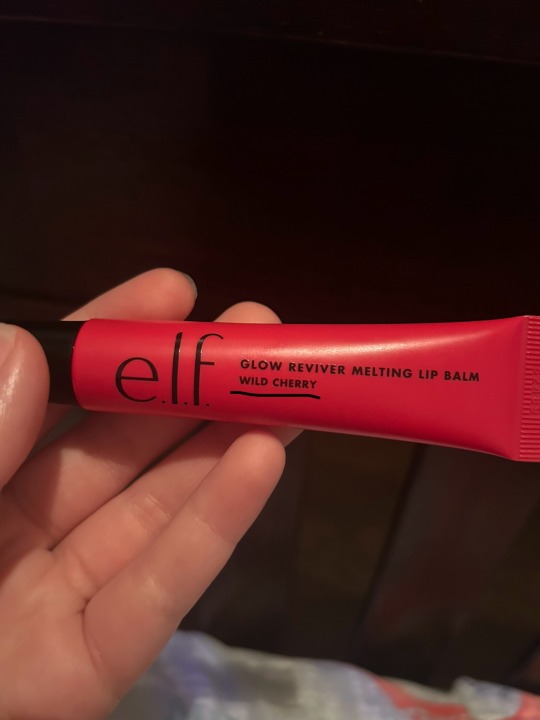 e.l.f.
GLOW REVIVER MELTING LIP BALM
WILD CHERRY